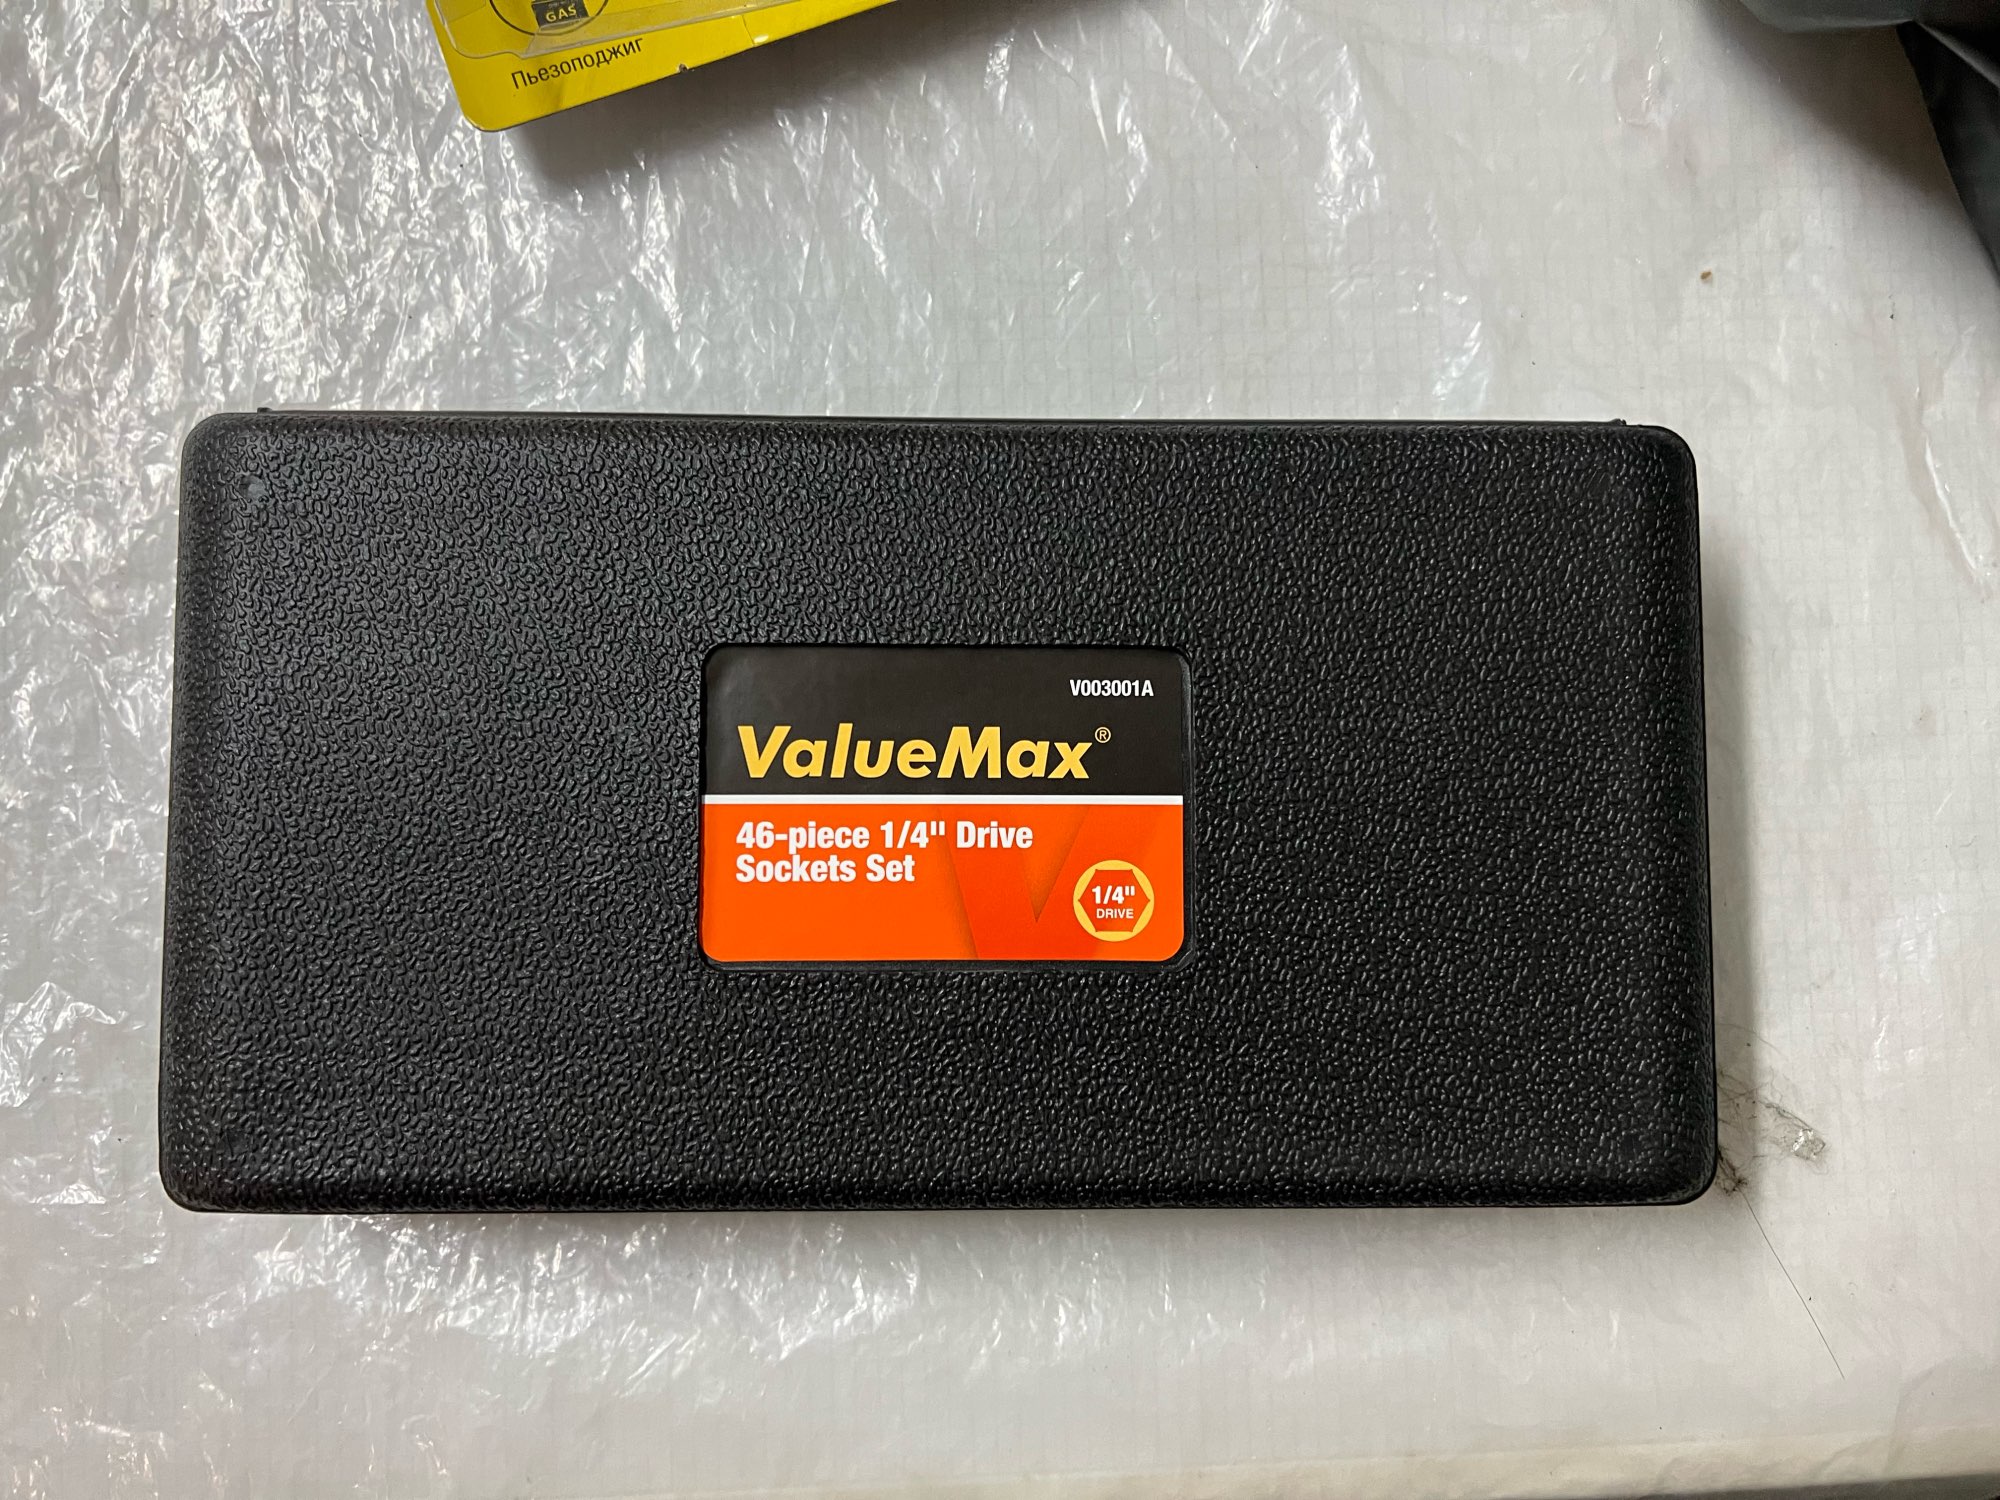 GAS
Пьезоподжиг
V003001A
ValueMax®
46-piece 1/4" Drive
Sockets Set
1/4"
DRIVE